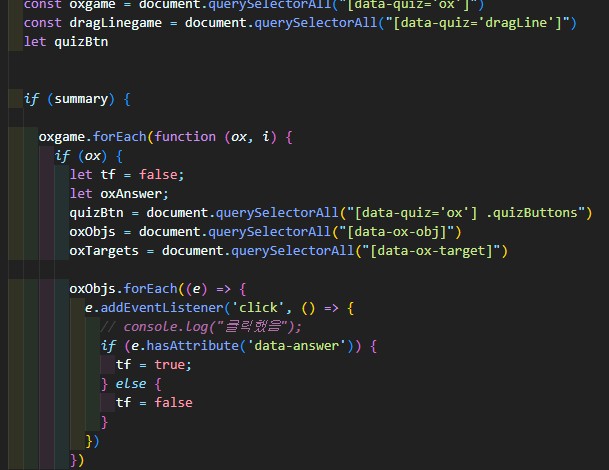 const oxgame = document.querySelectorAll("[data-quiz='ox']")
const dragLinegame = document.querySelectorAll("[data-quiz='dragLine']")
let quizBtn
if (summary) {
oxgame.forEach(function (ox, i) {
if (ox) {
let tf = false;
let oxAnswer;
quizBtn = document.querySelectorAll("[data-quiz='ox'] .quizButtons")
oxObjs = document.querySelectorAll("[data-ox-obj]")
oxTargets = document.querySelectorAll("[data-ox-target]")
oxObjs.forEach((e) => {
e.addEventListener('click', () => {
// console.log("클릭했음");
if (e.hasAttribute('data-answer')) {
tf = true;
} else {
tf = false
}
})
})